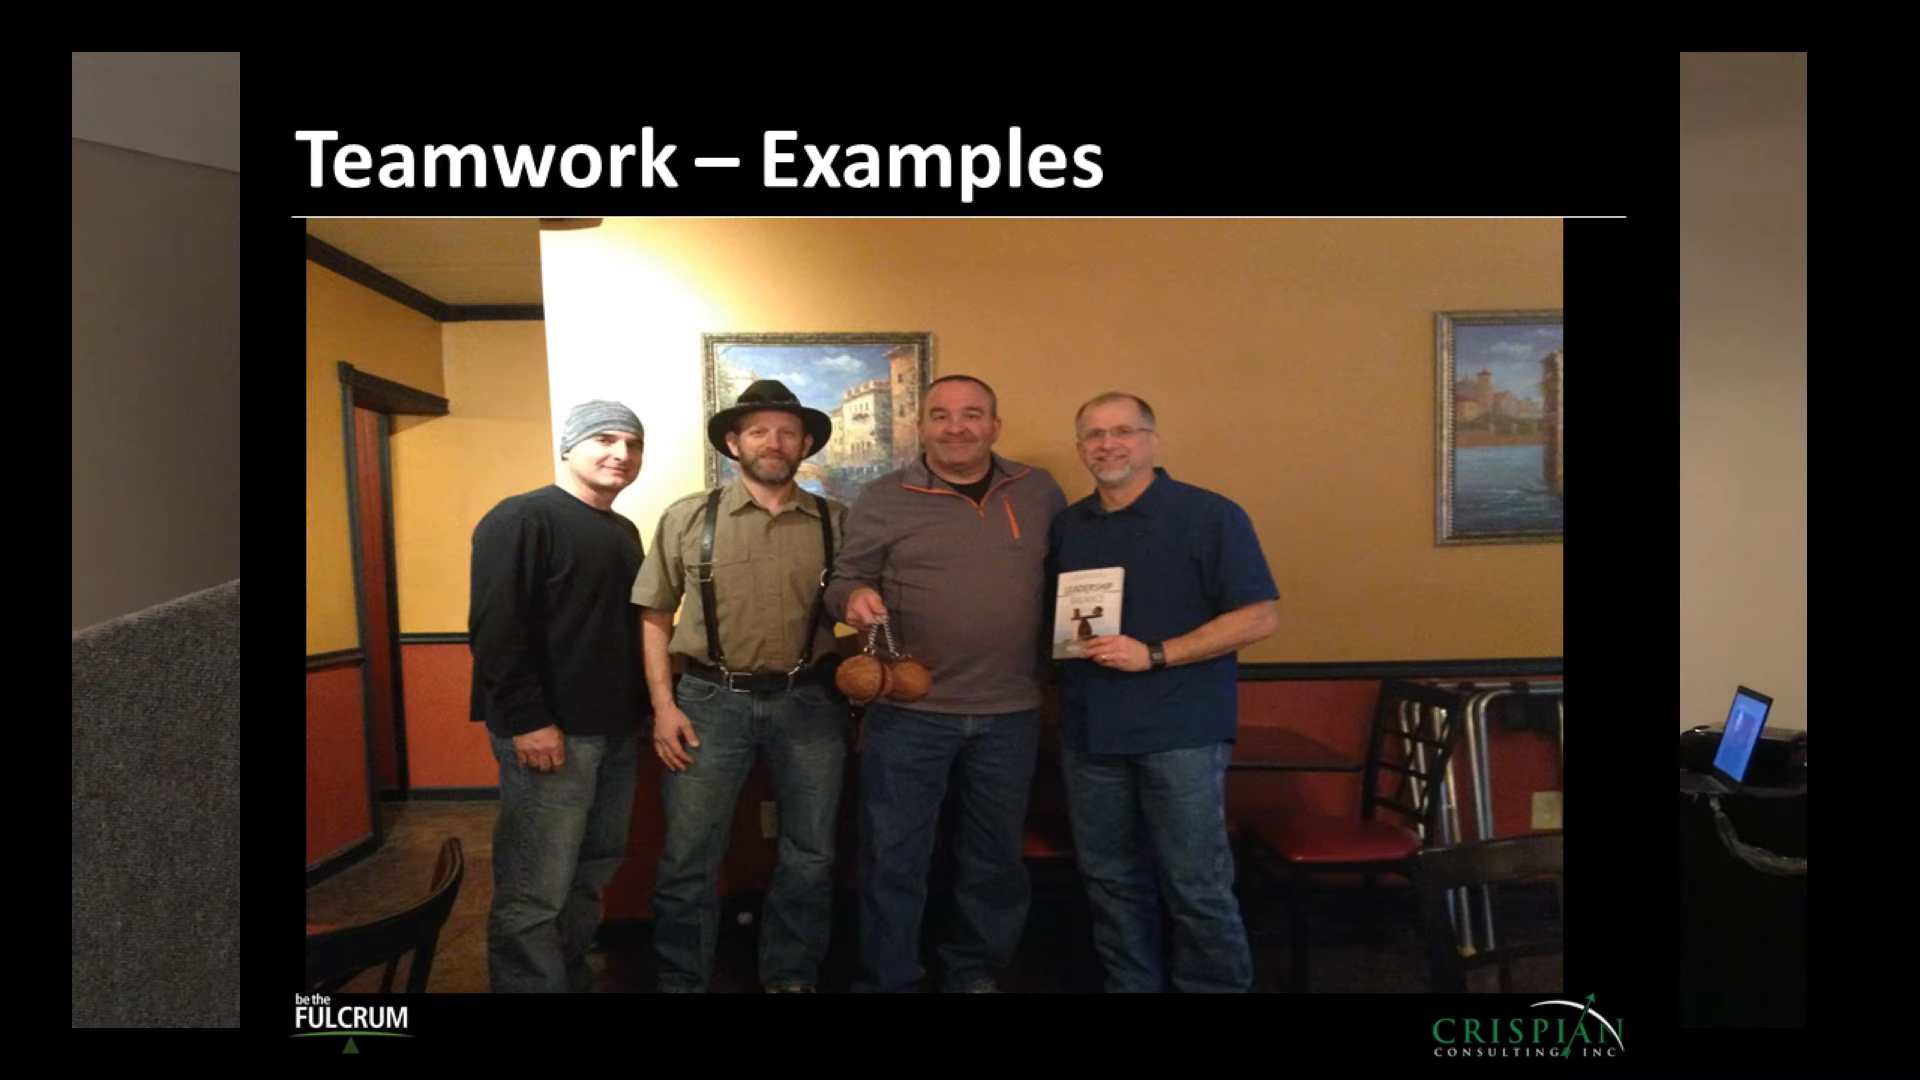 Teamwork – Examples
LEADERSHIP
BALANCE
be the
FULCRUM
CRISPIAN
CONSULTING INC